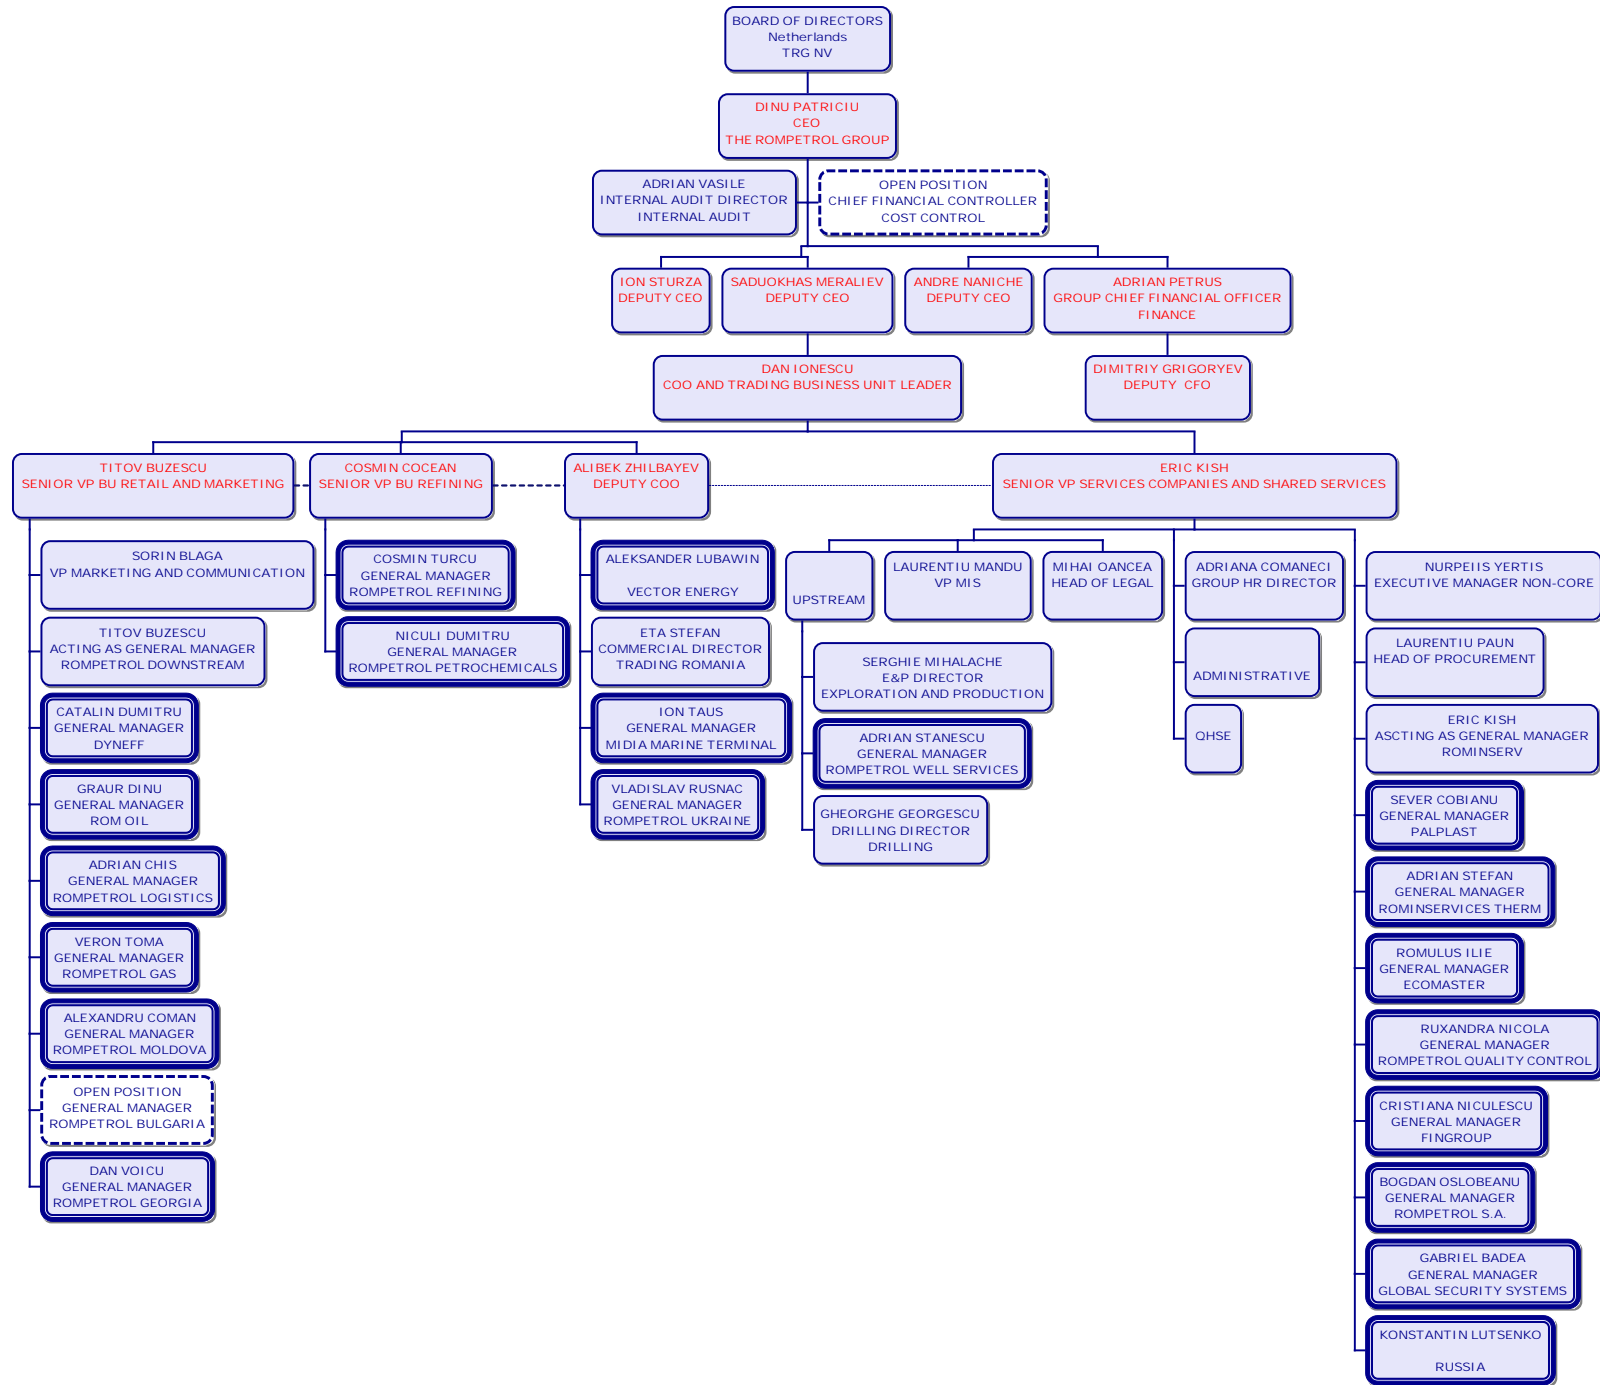 BOARD OF DIRECTORS
Netherlands
TRG NV
DINU PATRICIU
CEO
THE ROMPETROL GROUP
ADRIAN VASILE
INTERNAL AUDIT DIRECTOR
INTERNAL AUDIT
OPEN POSITION
CHIEF FINANCIAL CONTROLLER
COST CONTROL
ION STURZA
DEPUTY CEO
SADUOKHAS MERALIEV
DEPUTY CEO
ANDRE NANICHE
DEPUTY CEO
ADRIAN PETRUS
GROUP CHIEF FINANCIAL OFFICER
FINANCE
DAN IONESCU
COO AND TRADING BUSINESS UNIT LEADER
DIMITRIY GRIGORYEV
DEPUTY CFO
TITOV BUZESCU
SENIOR VP BU RETAIL AND MARKETING
COSMIN COCEAN
SENIOR VP BU REFINING
ALIBEK ZHILBAYEV
DEPUTY COO
ERIC KISH
SENIOR VP SERVICES COMPANIES AND SHARED SERVICES
SORIN BLAGA
VP MARKETING AND COMMUNICATION
TITOV BUZESCU
ACTING AS GENERAL MANAGER
ROMPETROL DOWNSTREAM
CATALIN DUMITRU
GENERAL MANAGER
DYNEFF
GRAUR DINU
GENERAL MANAGER
ROM OIL
ADRIAN CHIS
GENERAL MANAGER
ROMPETROL LOGISTICS
VERON TOMA
GENERAL MANAGER
ROMPETROL GAS
ALEXANDRU COMAN
GENERAL MANAGER
ROMPETROL MOLDOVA
OPEN POSITION
GENERAL MANAGER
ROMPETROL BULGARIA
DAN VOICU
GENERAL MANAGER
ROMPETROL GEORGIA
COSMIN TURCU
GENERAL MANAGER
ROMPETROL REFINING
NICULI DUMITRU
GENERAL MANAGER
ROMPETROL PETROCHEMICALS
ALEKSANDER LUBAWIN
VECTOR ENERGY
ETA STEFAN
COMMERCIAL DIRECTOR
TRADING ROMANIA
ION TAUS
GENERAL MANAGER
MIDIA MARINE TERMINAL
VLADISLAV RUSNAC
GENERAL MANAGER
ROMPETROL UKRAINE
UPSTREAM
LAURENTIU MANDU
VP MIS
MIHAI OANCEA
HEAD OF LEGAL
SERGHIE MIHALACHE
E&P DIRECTOR
EXPLORATION AND PRODUCTION
ADRIAN STANESCU
GENERAL MANAGER
ROMPETROL WELL SERVICES
GHEORGHE GEORGESCU
DRILLING DIRECTOR
DRILLING
ADRIANA COMANECI
GROUP HR DIRECTOR
ADMINISTRATIVE
QHSE
NURPEIIS YERTIS
EXECUTIVE MANAGER NON-CORE
LAURENTIU PAUN
HEAD OF PROCUREMENT
ERIC KISH
ASCTING AS GENERAL MANAGER
ROMINSERV
SEVER COBIANU
GENERAL MANAGER
PALPLAST
ADRIAN STEFAN
GENERAL MANAGER
ROMINSERVICES THERM
ROMULUS ILIE
GENERAL MANAGER
ECOMASTER
RUXANDRA NICOLA
GENERAL MANAGER
ROMPETROL QUALITY CONTROL
CRISTIANA NICULESCU
GENERAL MANAGER
FINGROUP
BOGDAN OSLOBEANU
GENERAL MANAGER
ROMPETROL S.A.
GABRIEL BADEA
GENERAL MANAGER
GLOBAL SECURITY SYSTEMS
KONSTANTIN LUTSENKO
RUSSIA